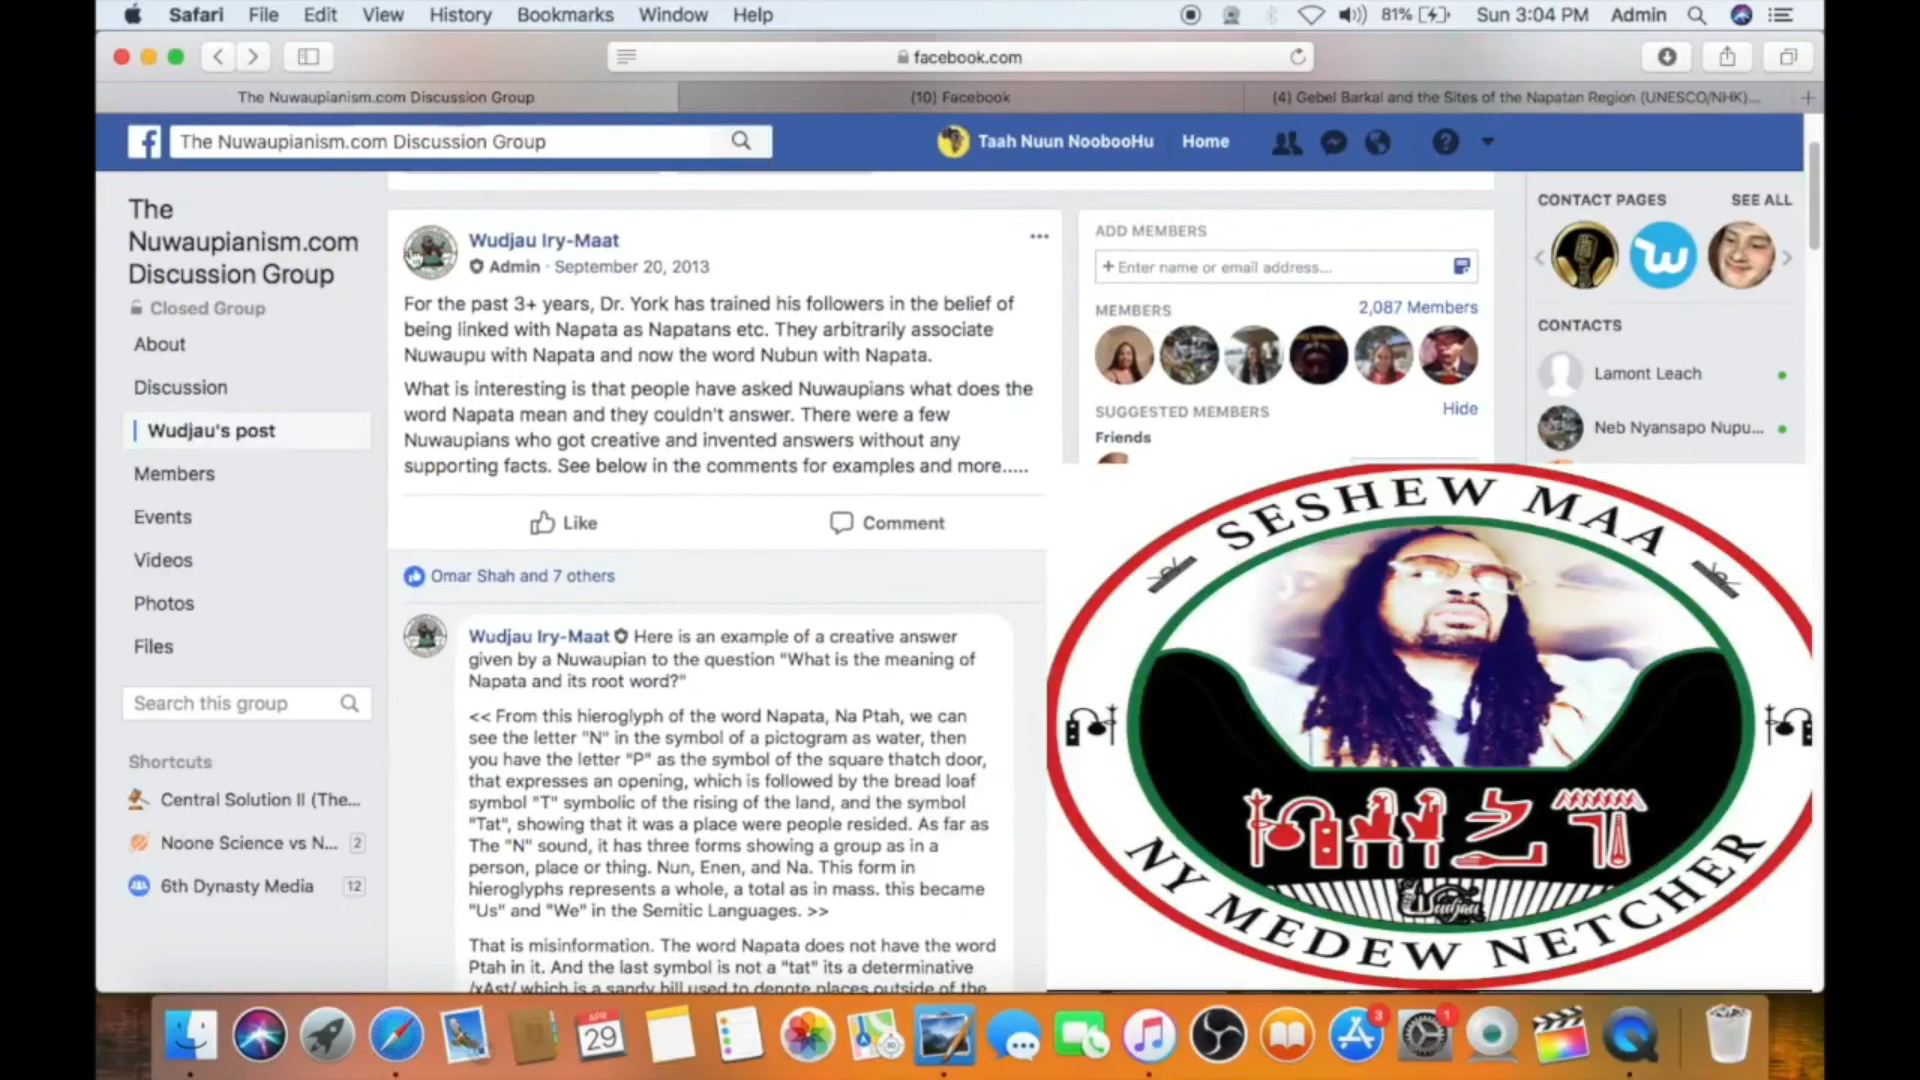 Safari File Edit View History Bookmarks Window Help
81% Sun 3:04 PM Admin
facebook.com
The Nuwaupianism.com Discussion Group
(10) Facebook
(4) Gebel Barkal and the Sites of the Napatan Region (UNESCO/NHK)...
The Nuwaupianism.com Discussion Group
Taah Nuun NoobooHu Home
The
Nuwaupianism.com
Discussion Group
Closed Group
About
Discussion
Wudjau's post
Members
Events
Videos
Photos
Files
Search this group
Shortcuts
Central Solution II (The...
Noone Science vs N... 2
6th Dynasty Media 12
Wudjau Iry-Maat
Admin · September 20, 2013
For the past 3+ years, Dr. York has trained his followers in the belief of
being linked with Napata as Napatans etc. They arbitrarily associate
Nuwaupu with Napata and now the word Nubun with Napata.
What is interesting is that people have asked Nuwaupians what does the
word Napata mean and they couldn't answer. There were a few
Nuwaupians who got creative and invented answers without any
supporting facts. See below in the comments for examples and more.....
Like Comment
Omar Shah and 7 others
Wudjau Iry-Maat Here is an example of a creative answer
given by a Nuwaupian to the question "What is the meaning of
Napata and its root word?"
<< From this hieroglyph of the word Napata, Na Ptah, we can
see the letter "N" in the symbol of a pictogram as water, then
you have the letter "P" as the symbol of the square thatch door,
that expresses an opening, which is followed by the bread loaf
symbol "T" symbolic of the rising of the land, and the symbol
"Tat", showing that it was a place were people resided. As far as
The "N" sound, it has three forms showing a group as in a
person, place or thing. Nun, Enen, and Na. This form in
hieroglyphs represents a whole, a total as in mass. this became
"Us" and "We" in the Semitic Languages. >>
That is misinformation. The word Napata does not have the word
Ptah in it. And the last symbol is not a "tat" its a determinative
/xAst/ which is a sandy hill used to denote places outside of the
ADD MEMBERS
+ Enter name or email address...
MEMBERS 2,087 Members
SUGGESTED MEMBERS Hide
Friends
CONTACT PAGES SEE ALL
CONTACTS
Lamont Leach
Neb Nyansapo Nupu...
SESHEW MAA
NY MEDEW NETCHER
Wudjau
APR
29
3
1